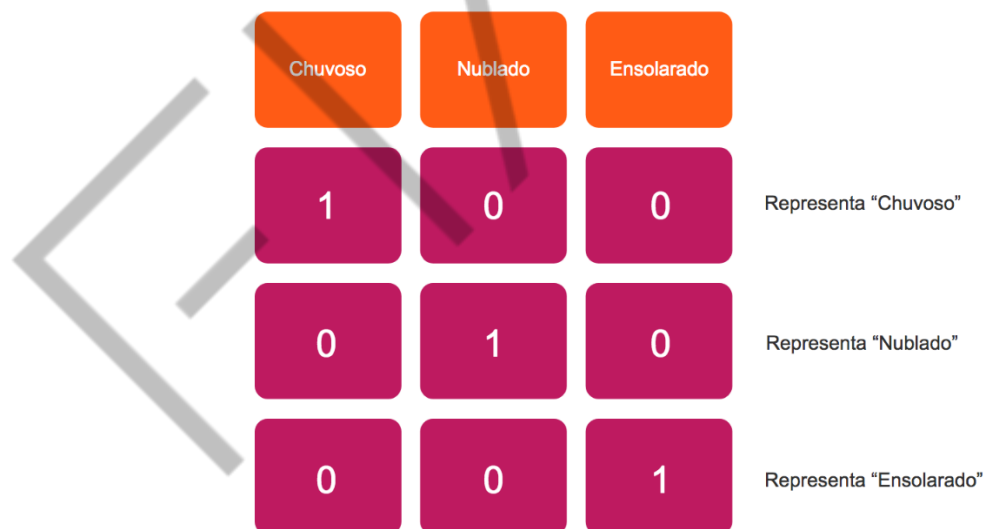 Chuvoso Nublado Ensolarado
1 0 0 Representa “Chuvoso”
0 1 0 Representa “Nublado”
0 0 1 Representa “Ensolarado”